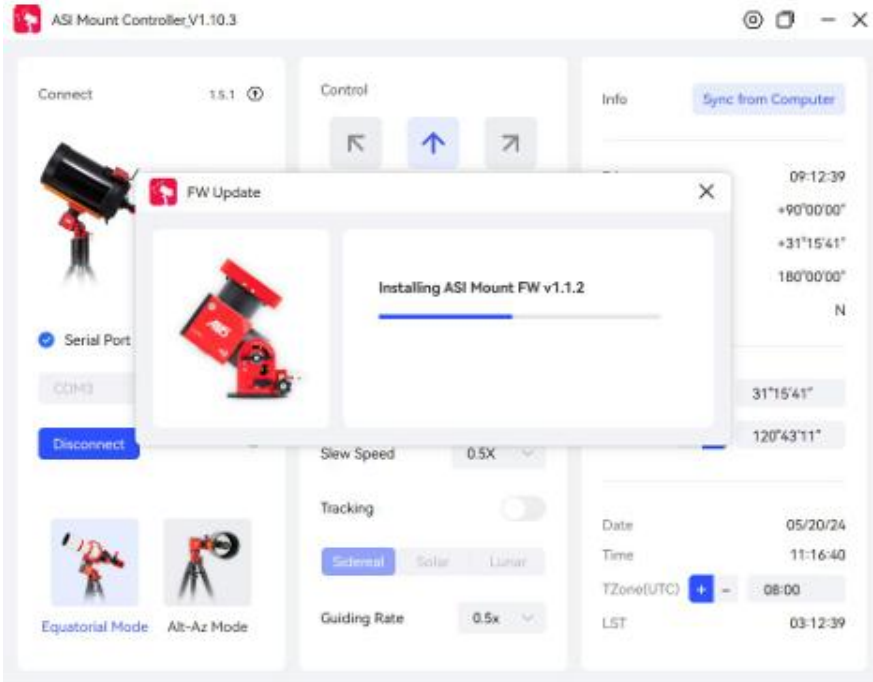 ASI Mount Controller_V1.10.3
Connect
1.5.1
Serial Port
COM3
Disconnect
Equatorial Mode
Alt-Az Mode
Control
Slew Speed
0.5X
Tracking
Sidereal
Solar
Lunar
Guiding Rate
0.5x
FW Update
Installing ASI Mount FW v1.1.2
Info
Sync from Computer
09:12:39
+90°00'00"
+31°15'41"
180°00'00"
N
31°15'41"
120°43'11"
Date
05/20/24
Time
11:16:40
TZone(UTC)
+
-
08:00
LST
03:12:39